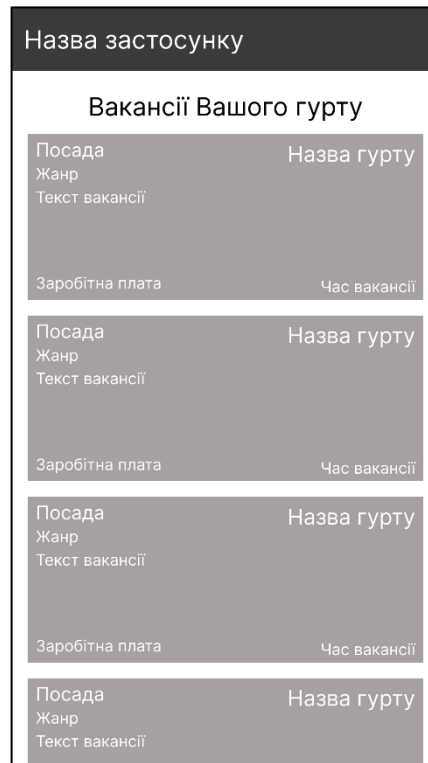 Назва застосунку
Вакансії Вашого гурту
Посада Назва гурту
Жанр
Текст вакансії
Заробітна плата Час вакансії
Посада Назва гурту
Жанр
Текст вакансії
Заробітна плата Час вакансії
Посада Назва гурту
Жанр
Текст вакансії
Заробітна плата Час вакансії
Посада Назва гурту
Жанр
Текст вакансії